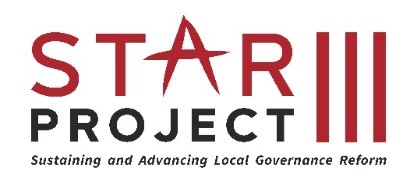 STAR III
PROJECT
Sustaining and Advancing Local Governance Reform